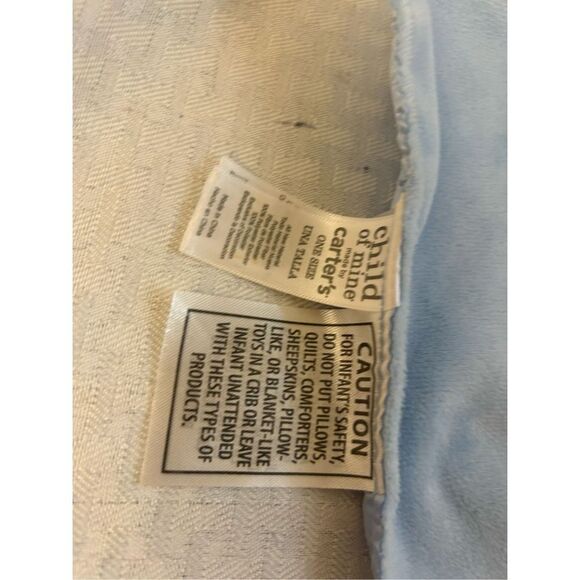 child
of mine
made by
carter's
ONE SIZE
UNA TALLA
Made in China
Hecho en China
CAUTION
FOR INFANT'S SAFETY,
DO NOT PUT PILLOWS,
QUILTS, COMFORTERS,
SHEEPSKINS, PILLOW-
LIKE, OR BLANKET-LIKE
TOYS IN A CRIB OR LEAVE
INFANT UNATTENDED
WITH THESE TYPES OF
PRODUCTS.